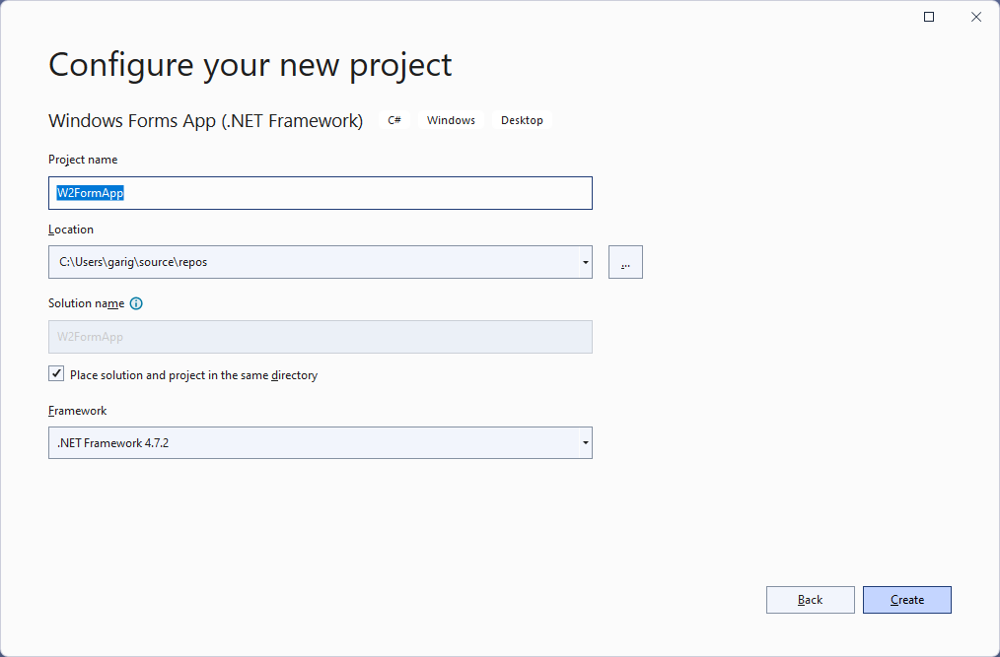 Configure your new project
Windows Forms App (.NET Framework) C# Windows Desktop
Project name
W2FormApp
Location
C:\Users\garig\source\repos
...
Solution name
W2FormApp
Place solution and project in the same directory
Framework
.NET Framework 4.7.2
Back Create